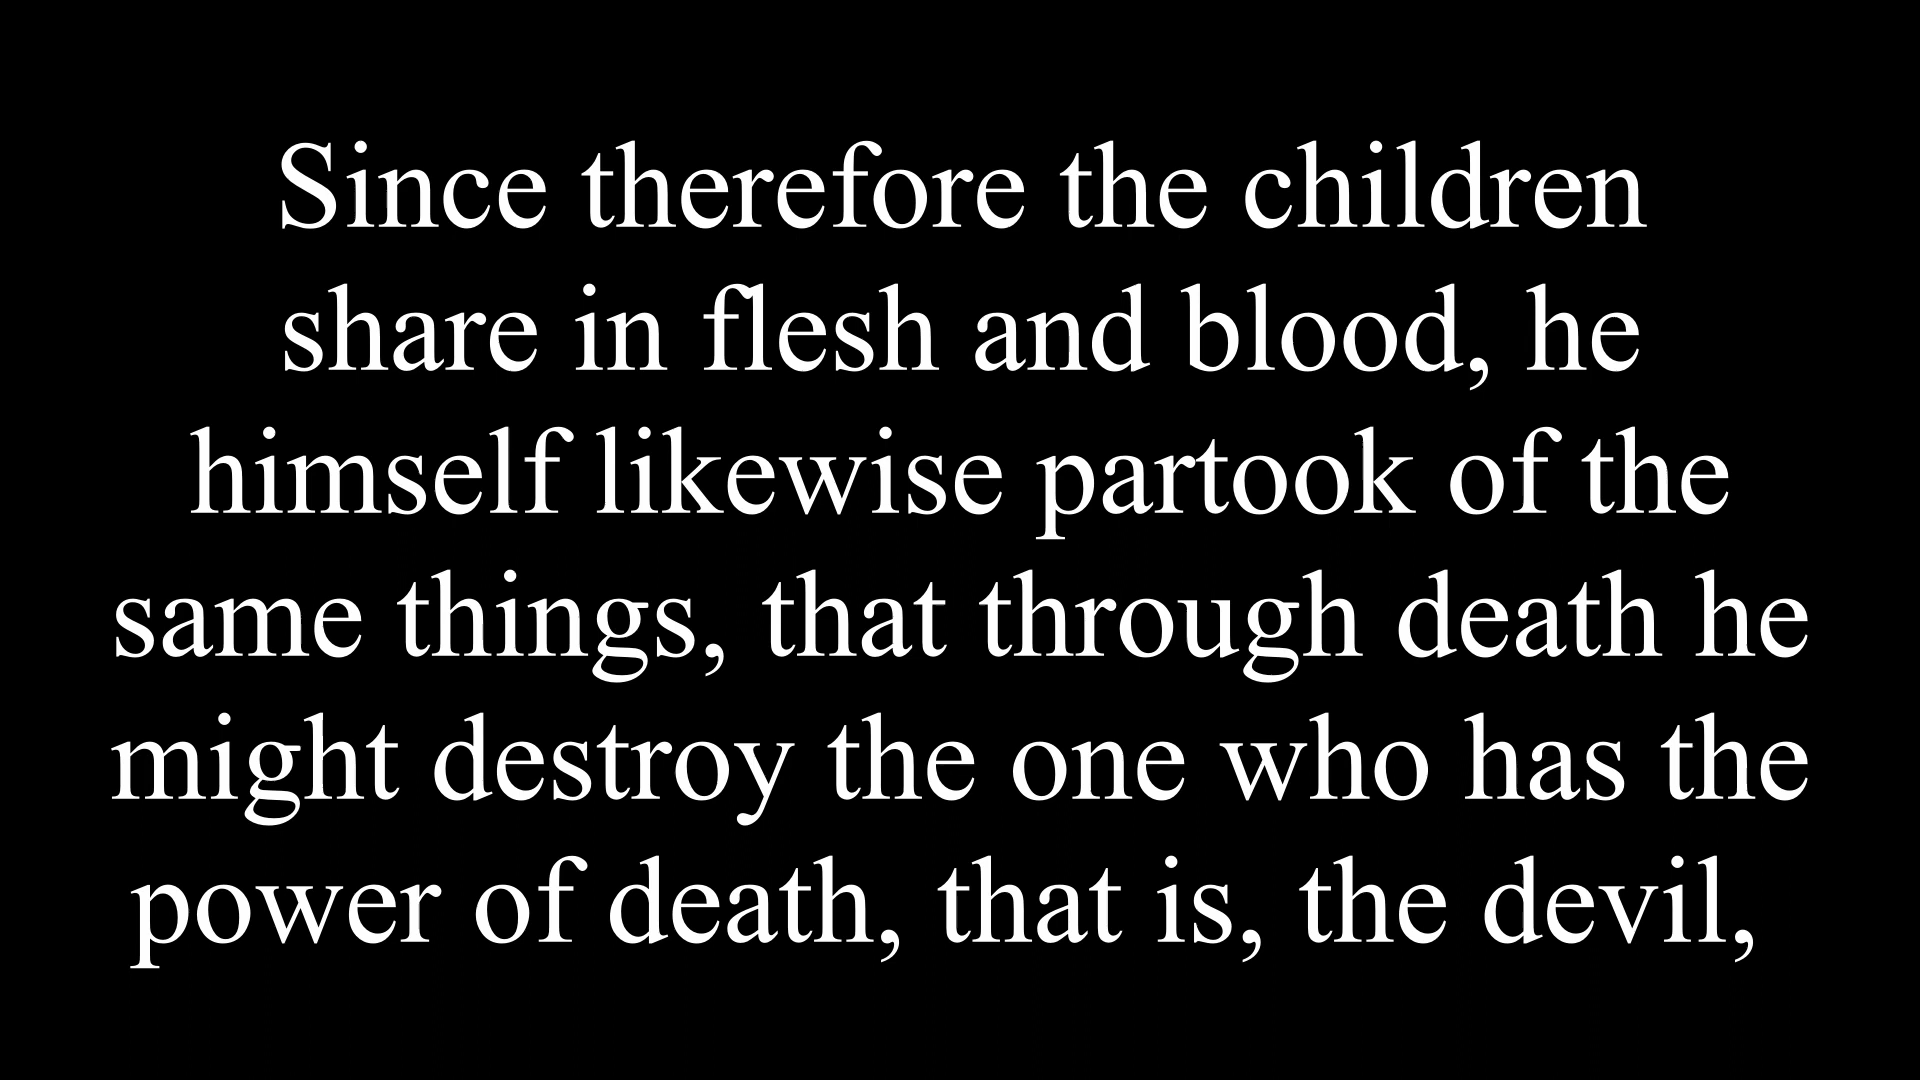 Since therefore the children
share in flesh and blood, he
himself likewise partook of the
same things, that through death he
might destroy the one who has the
power of death, that is, the devil,